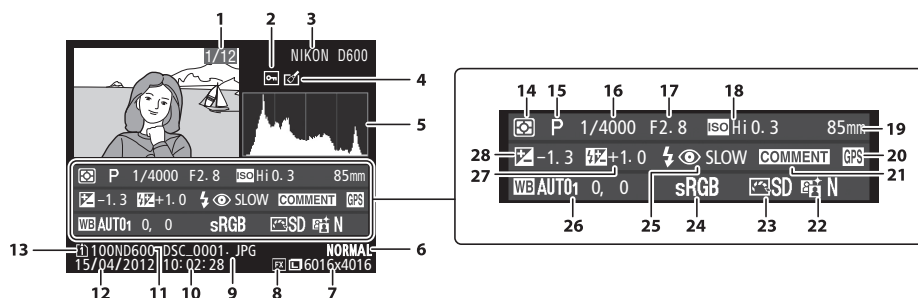 1 2 3
1/12 NIKON D600
4
5
P 1/4000 F2.8 ISO Hi 0.3 85mm
-1.3 +1.0 SLOW COMMENT GPS
WB AUTO1 0, 0 sRGB SD N
1 100ND600 DSC_0001. JPG NORMAL
15/04/2012 10:02:28 FX L 6016x4016
13 6
12 11 10 9 8 7
14 15 16 17 18
P 1/4000 F2.8 ISO Hi 0.3 85mm 19
28 -1.3 +1.0 SLOW COMMENT GPS 20
27 25 21
WB AUTO1 0, 0 sRGB SD N
26 24 23 22